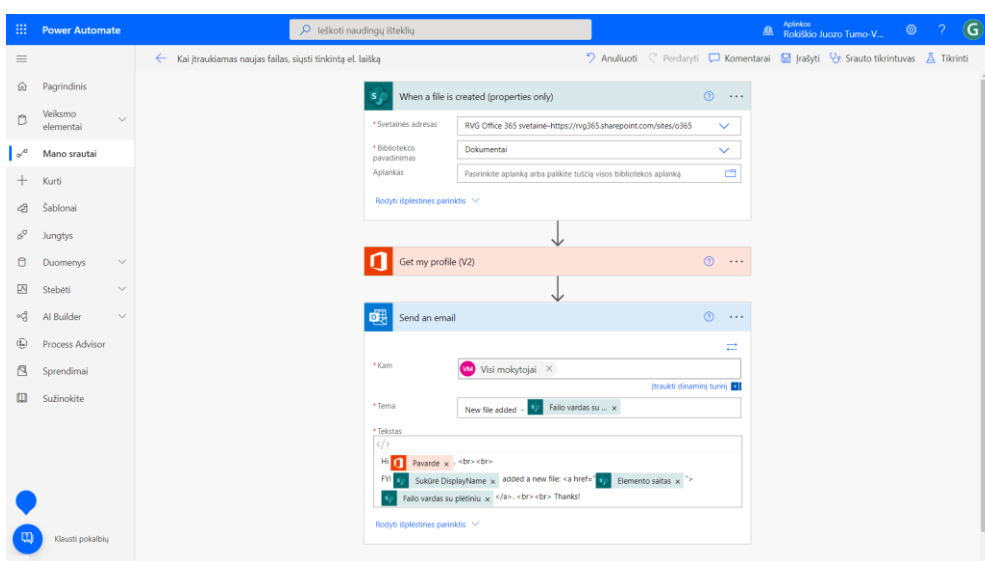 Power Automate
Ieškoti naudingų išteklių
Aplinkos
Rokiškio Juozo Tumo-V...
?
G
Kai įtraukiamas naujas failas, siųsti tinkintą el. laišką
Anuliuoti
Perdaryti
Komentarai
Įrašyti
Srauto tikrintuvas
Tikrinti
Pagrindinis
Veiksmo
elementai
Mano srautai
Kurti
Šablonai
Jungtys
Duomenys
Stebėti
AI Builder
Process Advisor
Sprendimai
Sužinokite
Klausti pokalbių
When a file is created (properties only)
* Svetainės adresas
RVG Office 365 svetainė–https://rvg365.sharepoint.com/sites/o365
* Bibliotekos
pavadinimas
Dokumentai
Aplankas
Pasirinkite aplanką arba palikite tuščią visos bibliotekos aplanką
Rodyti išplėstines parinktis
Get my profile (V2)
Send an email
* Kam
VM Visi mokytojai ×
Įtraukti dinaminį turinį
* Tema
New file added - Failo vardas su ... ×
* Tekstas
</>
Hi Pavardė × , <br><br>
FYI Sukūrė DisplayName × added a new file: <a href=" Elemento saitas × ">
Failo vardas su plėtiniu × </a>. <br><br> Thanks!
Rodyti išplėstines parinktis